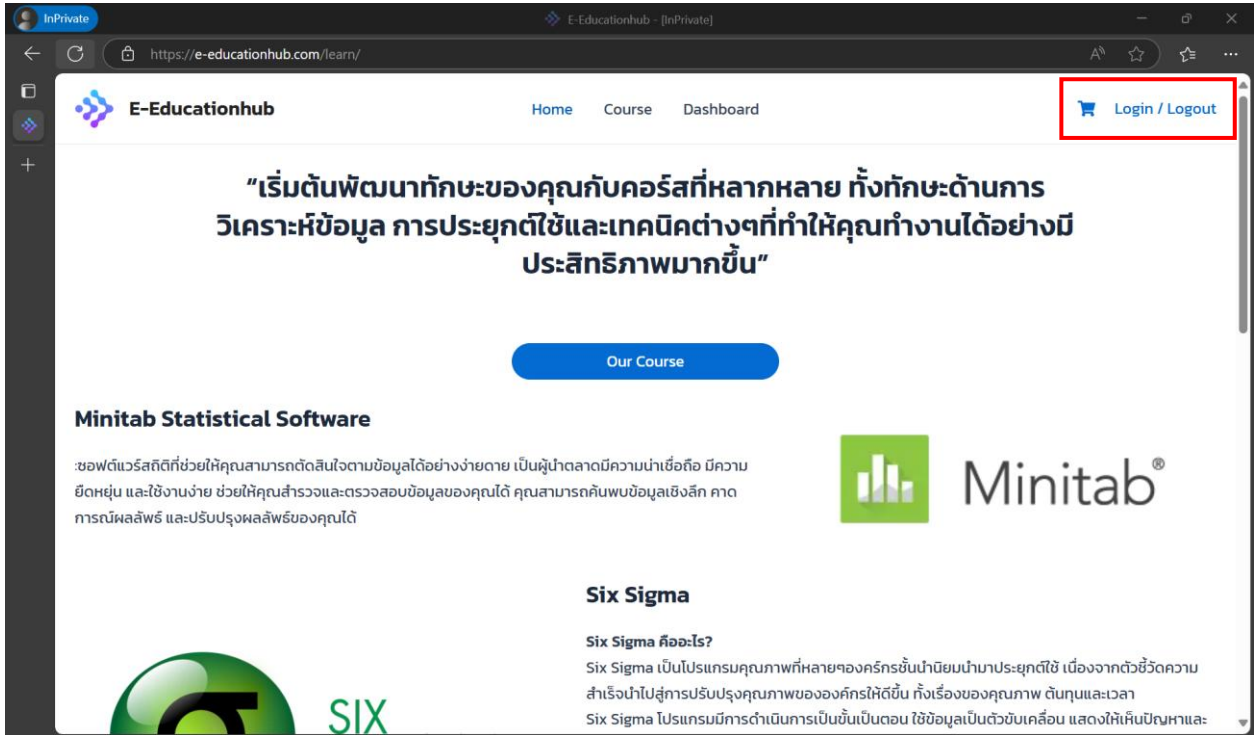 InPrivate
E-Educationhub - [InPrivate]
https://e-educationhub.com/learn/
E-Educationhub
Home Course Dashboard
Login / Logout
“เริ่มต้นพัฒนาทักษะของคุณกับคอร์สที่หลากหลาย ทั้งทักษะด้านการ
วิเคราะห์ข้อมูล การประยุกต์ใช้และเทคนิคต่างๆที่ทำให้คุณทำงานได้อย่างมี
ประสิทธิภาพมากขึ้น”
Our Course
Minitab Statistical Software
:ซอฟต์แวร์สถิติที่ช่วยให้คุณสามารถตัดสินใจตามข้อมูลได้อย่างง่ายดาย เป็นผู้นำตลาดมีความน่าเชื่อถือ มีความ
ยืดหยุ่น และใช้งานง่าย ช่วยให้คุณสำรวจและตรวจสอบข้อมูลของคุณได้ คุณสามารถค้นพบข้อมูลเชิงลึก คาด
การณ์ผลลัพธ์ และปรับปรุงผลลัพธ์ของคุณได้
Minitab®
Six Sigma
Six Sigma คืออะไร?
Six Sigma เป็นโปรแกรมคุณภาพที่หลายๆองค์กรชั้นนำนิยมนำมาประยุกต์ใช้ เนื่องจากตัวชี้วัดความ
สำเร็จนำไปสู่การปรับปรุงคุณภาพขององค์กรให้ดีขึ้น ทั้งเรื่องของคุณภาพ ต้นทุนและเวลา
Six Sigma โปรแกรมมีการดำเนินการเป็นขั้นเป็นตอน ใช้ข้อมูลเป็นตัวขับเคลื่อน แสดงให้เห็นปัญหาและ
SIX